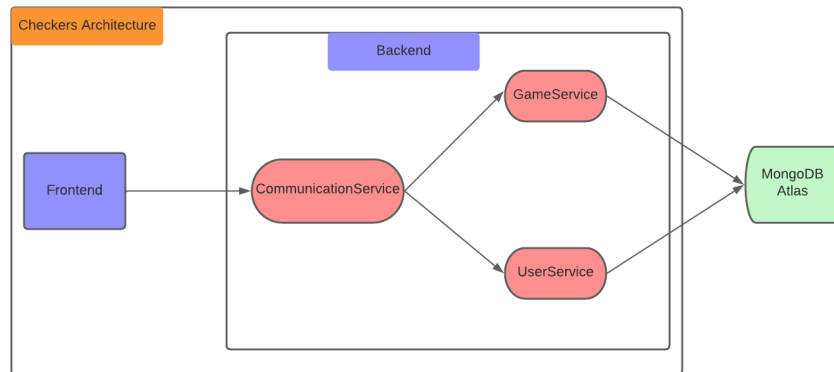 Checkers Architecture
Backend
GameService
Frontend
CommunicationService
MongoDB
Atlas
UserService